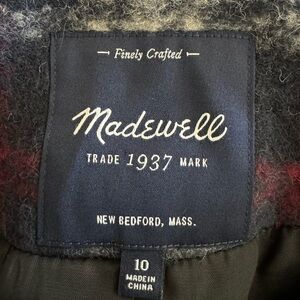 Finely Crafted
Madewell
TRADE 1937 MARK
NEW BEDFORD, MASS.
10
MADE IN
CHINA